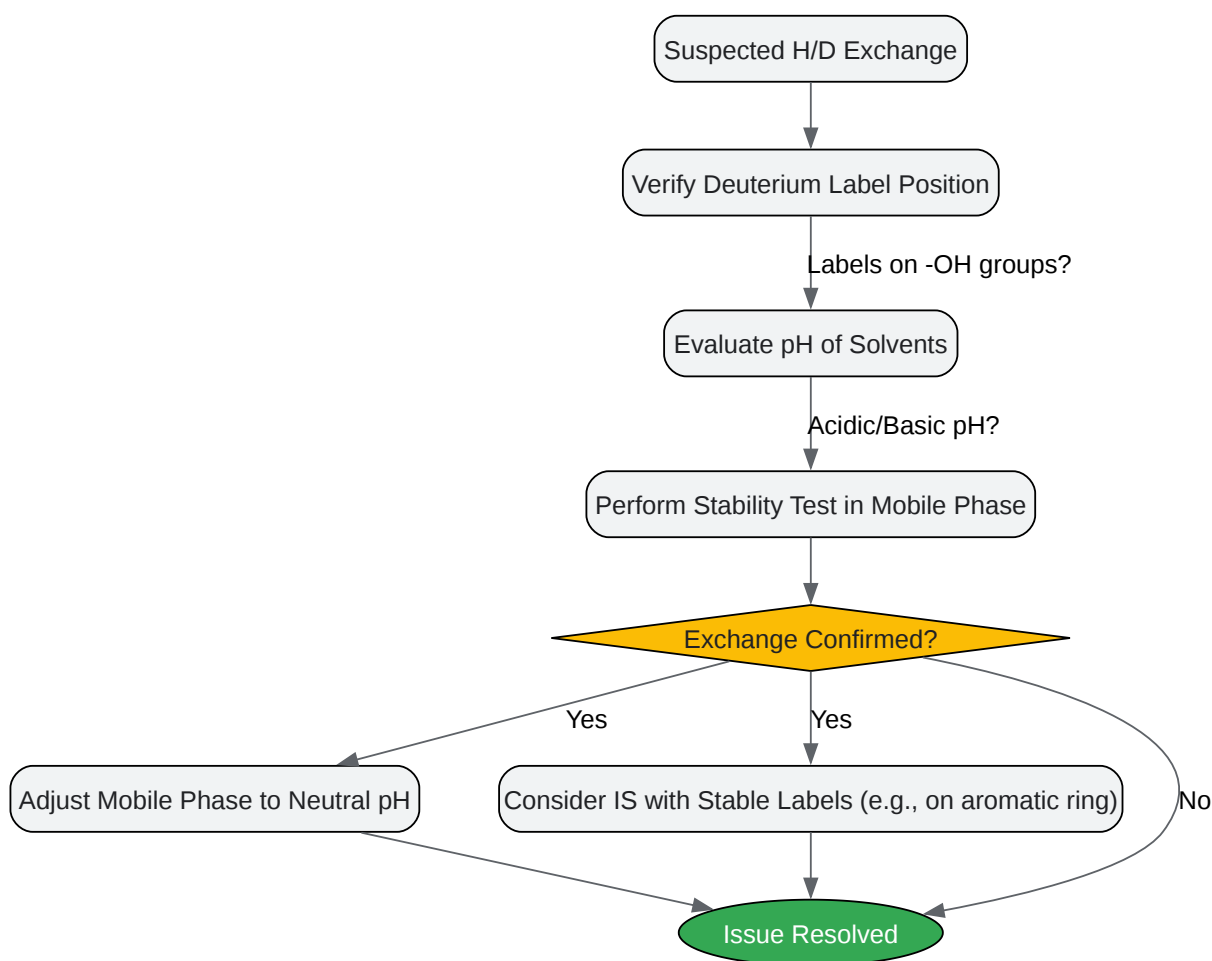 Suspected H/D Exchange
Verify Deuterium Label Position
Labels on -OH groups?
Evaluate pH of Solvents
Acidic/Basic pH?
Perform Stability Test in Mobile Phase
Exchange Confirmed?
Yes
Yes
Adjust Mobile Phase to Neutral pH
Consider IS with Stable Labels (e.g., on aromatic ring)
No
Issue Resolved